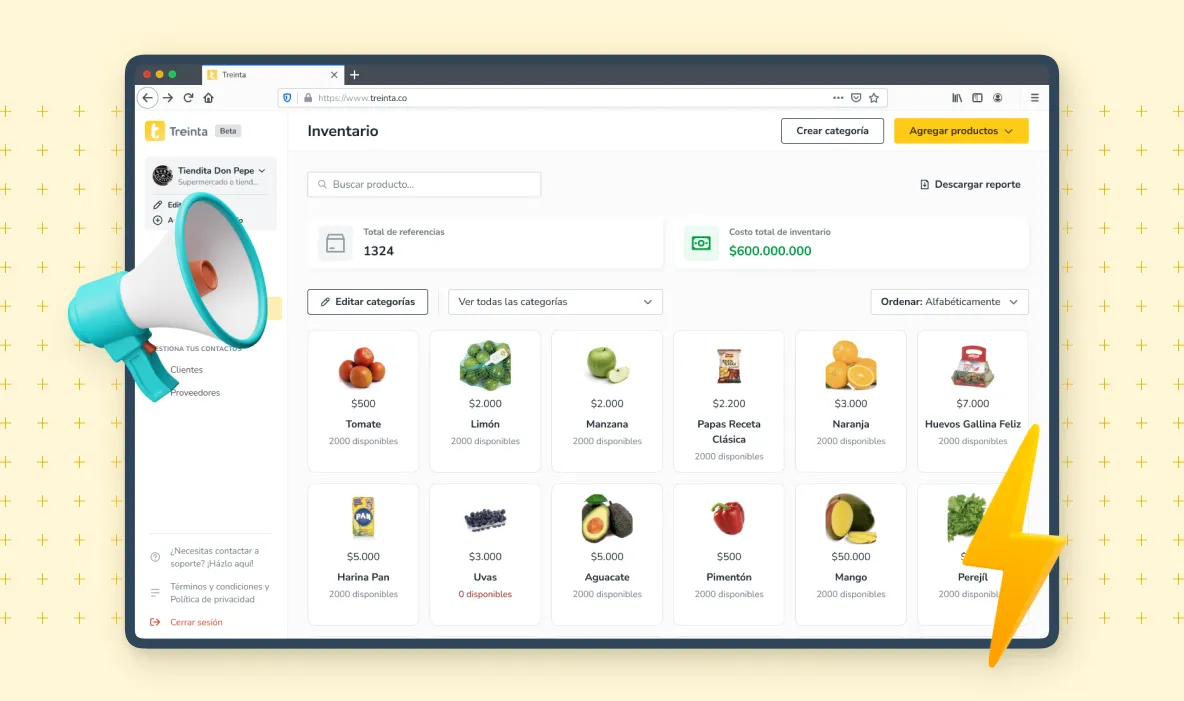 Treinta
https://www.treinta.co
Treinta Beta
Tiendita Don Pepe
Supermercado o tiend...
Inventario
Crear categoría
Agregar productos
Buscar producto...
Descargar reporte
Total de referencias
1324
Costo total de inventario
$600.000.000
Editar categorías
Ver todas las categorías
Ordenar: Alfabéticamente
TUS CONTACTOS
Clientes
Proveedores
$500
Tomate
2000 disponibles
$2.000
Limón
2000 disponibles
$2.000
Manzana
2000 disponibles
$2.200
Papas Receta
Clásica
2000 disponibles
$3.000
Naranja
2000 disponibles
$7.000
Huevos Gallina Feliz
2000 disponibles
PAN
$5.000
Harina Pan
2000 disponibles
$3.000
Uvas
0 disponibles
$5.000
Aguacate
2000 disponibles
$500
Pimentón
2000 disponibles
$50.000
Mango
2000 disponibles
Perejíl
2000
¿Necesitas contactar a
soporte? ¡Házlo aquí!
Términos y condiciones y
Política de privacidad
Cerrar sesión